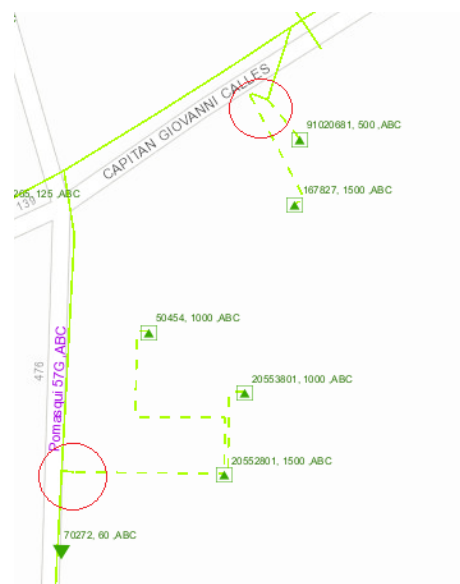 CAPITAN GIOVANNI CALLES
91020681, 500 ,ABC
265, 125 ,ABC
167827, 1500 ,ABC
139
50454, 1000 ,ABC
476
Pomasqui 57G ,ABC
20553801, 1000 ,ABC
20552801, 1500 ,ABC
70272, 60 ,ABC